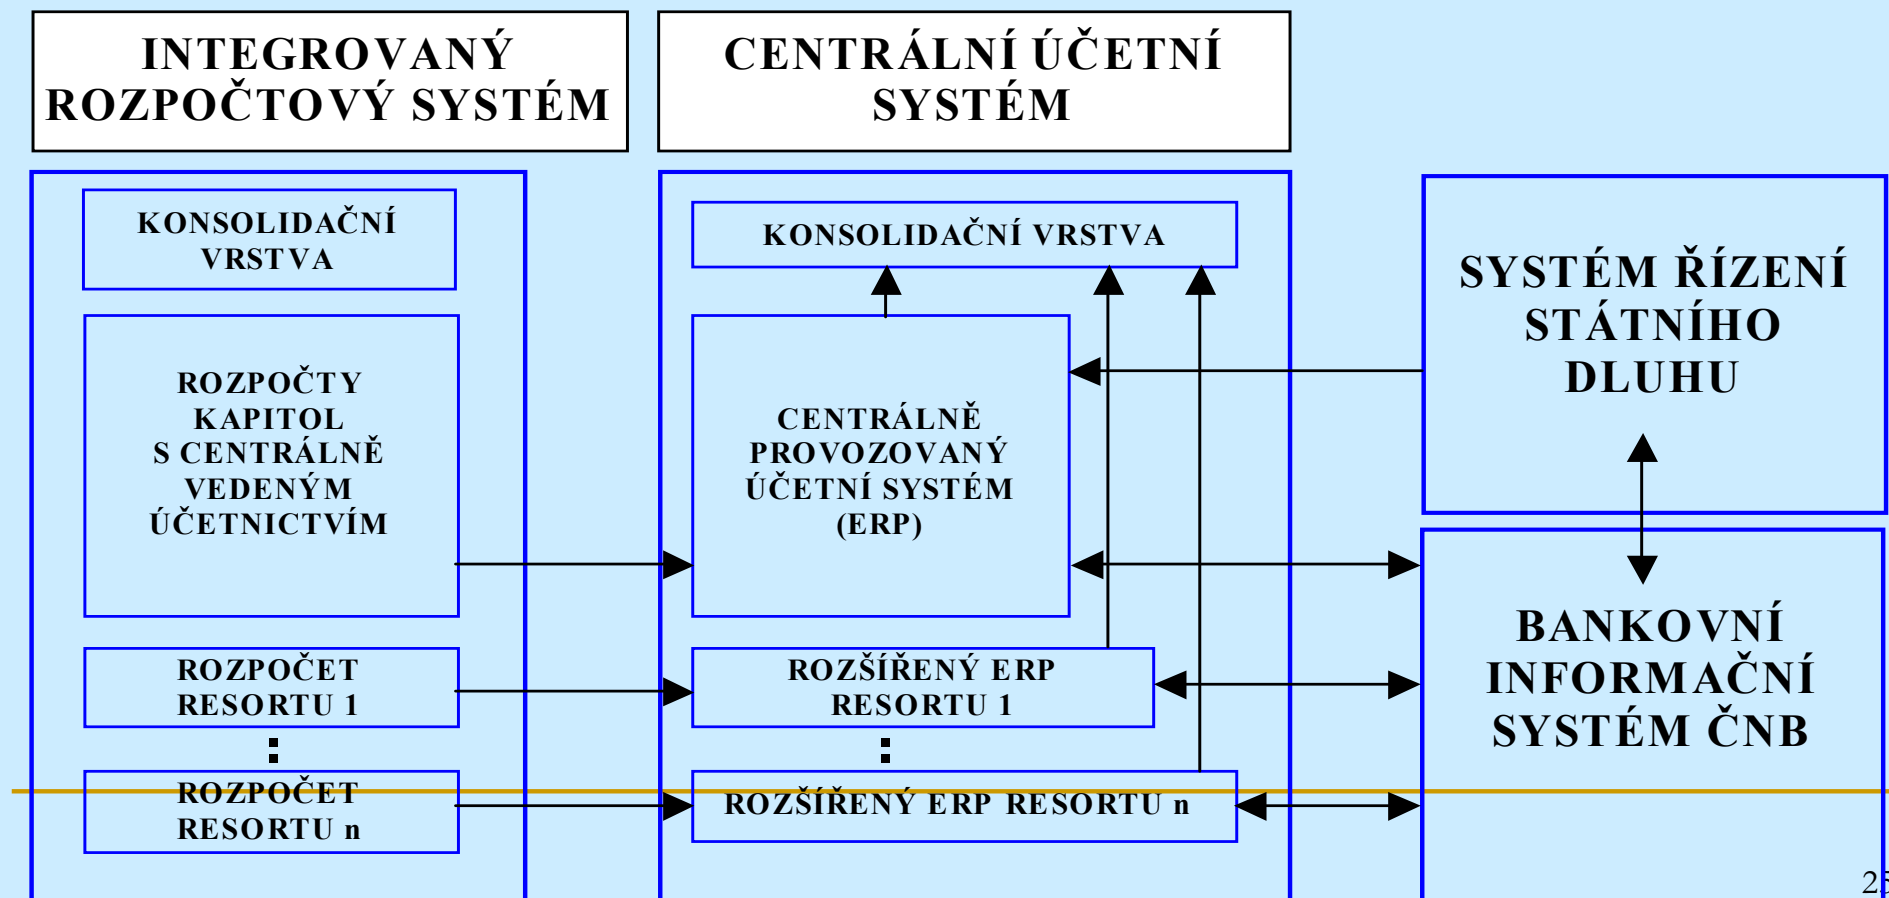 INTEGROVANÝ
ROZPOČTOVÝ SYSTÉM
CENTRÁLNÍ ÚČETNÍ
SYSTÉM
KONSOLIDAČNÍ
VRSTVA
ROZPOČTY
KAPITOL
S CENTRÁLNĚ
VEDENÝM
ÚČETNICTVÍM
ROZPOČET
RESORTU 1
ROZPOČET
RESORTU n
KONSOLIDAČNÍ VRSTVA
CENTRÁLNĚ
PROVOZOVANÝ
ÚČETNÍ SYSTÉM
(ERP)
ROZŠÍŘENÝ ERP
RESORTU 1
ROZŠÍŘENÝ ERP RESORTU n
SYSTÉM ŘÍZENÍ
STÁTNÍHO
DLUHU
BANKOVNÍ
INFORMAČNÍ
SYSTÉM ČNB
25